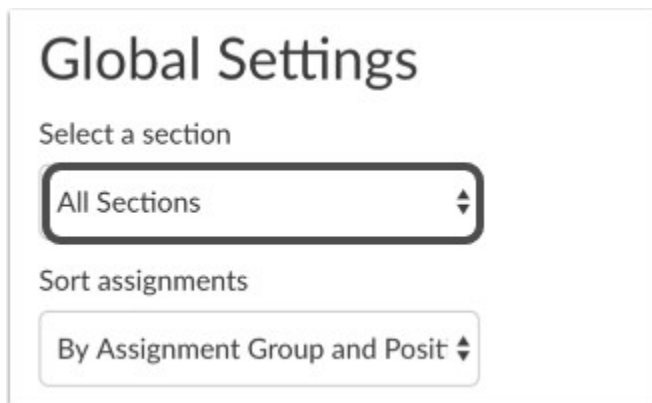 Global Settings
Select a section
All Sections
Sort assignments
By Assignment Group and Posit